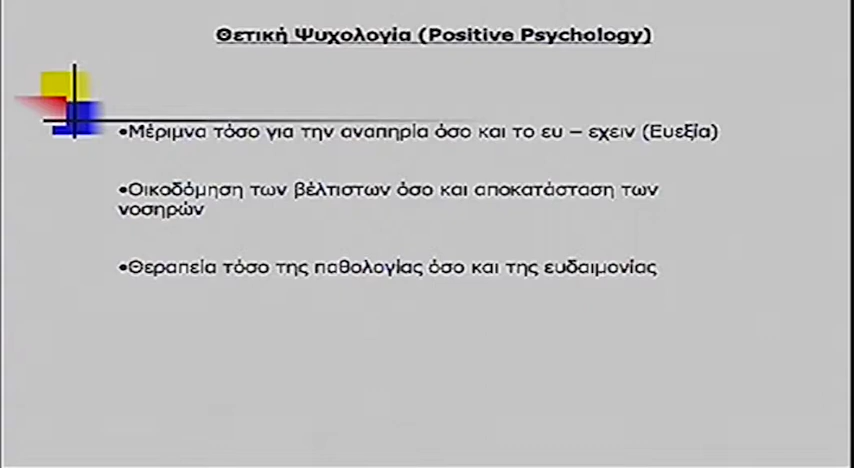 Θετική Ψυχολογία (Positive Psychology)
•Μέριμνα τόσο για την αναπηρία όσο και το ευ – εχειν (Ευεξία)
•Οικοδόμηση των βέλτιστων όσο και αποκατάσταση των
νοσηρών
•Θεραπεία τόσο της παθολογίας όσο και της ευδαιμονίας